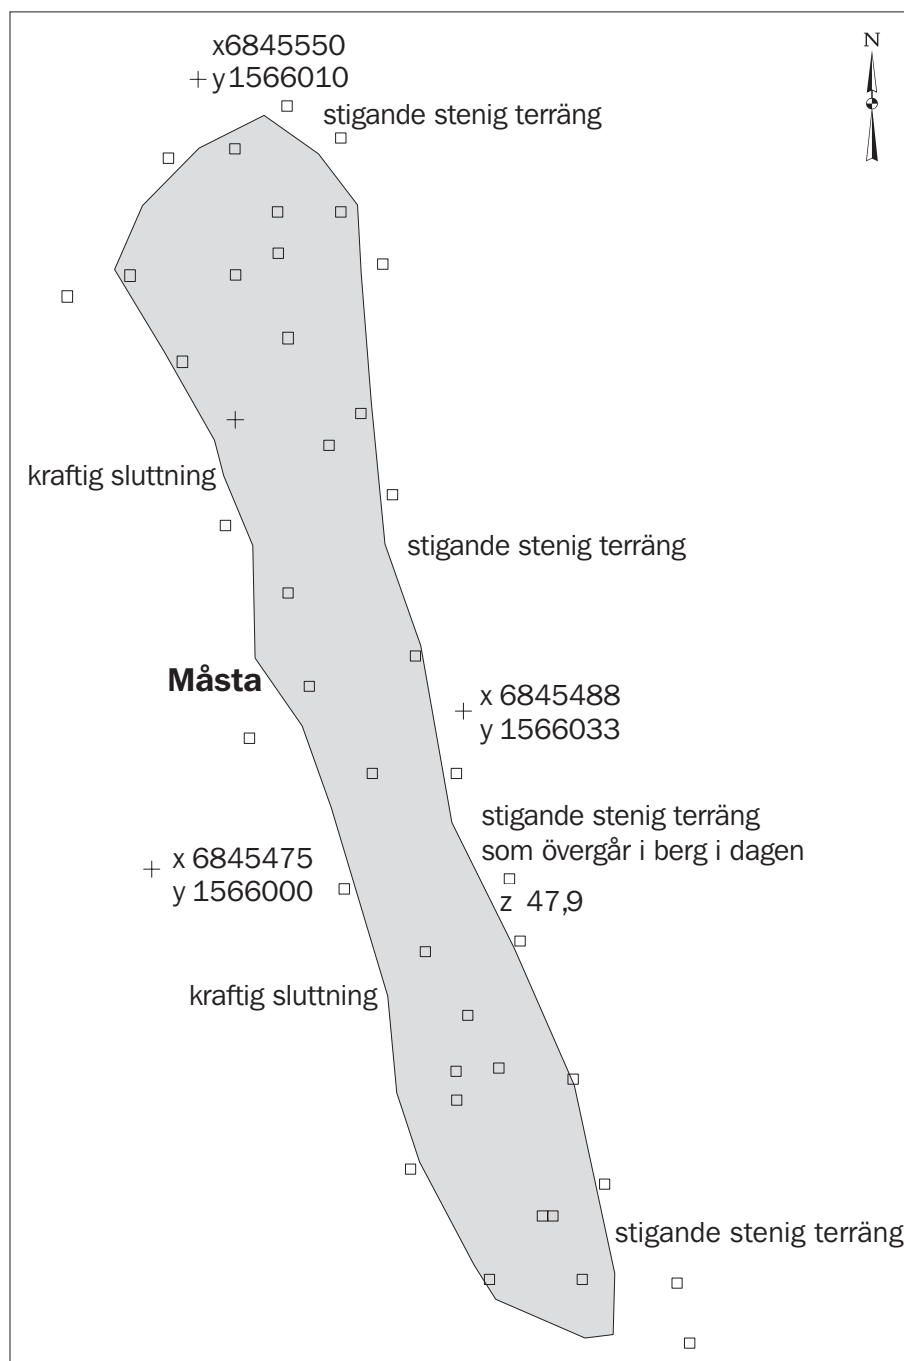 x6845550
y1566010
N
stigande stenig terräng
kraftig sluttning
stigande stenig terräng
Måsta
x 6845488
y 1566033
stigande stenig terräng
som övergår i berg i dagen
x 6845475
y 1566000
z 47,9
kraftig sluttning
stigande stenig terräng